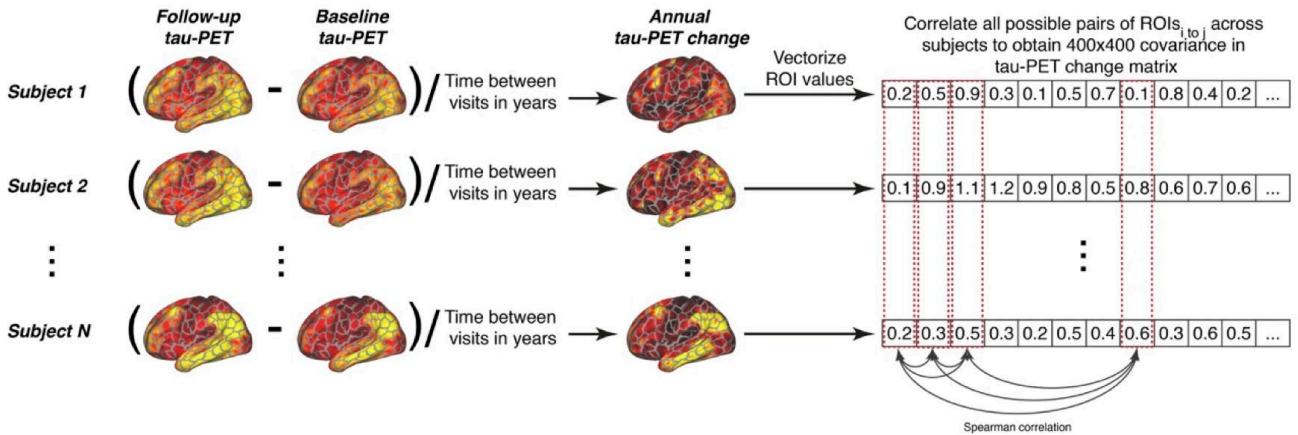 Follow-up
tau-PET
Baseline
tau-PET
Annual
tau-PET change
Correlate all possible pairs of ROIs i to j across
subjects to obtain 400x400 covariance in
tau-PET change matrix
Vectorize
ROI values
Subject 1
( - ) /
Time between
visits in years
0.2 0.5 0.9 0.3 0.1 0.5 0.7 0.1 0.8 0.4 0.2 ...
Subject 2
( - ) /
Time between
visits in years
0.1 0.9 1.1 1.2 0.9 0.8 0.5 0.8 0.6 0.7 0.6 ...
Subject N
( - ) /
Time between
visits in years
0.2 0.3 0.5 0.3 0.2 0.5 0.4 0.6 0.3 0.6 0.5 ...
Spearman correlation